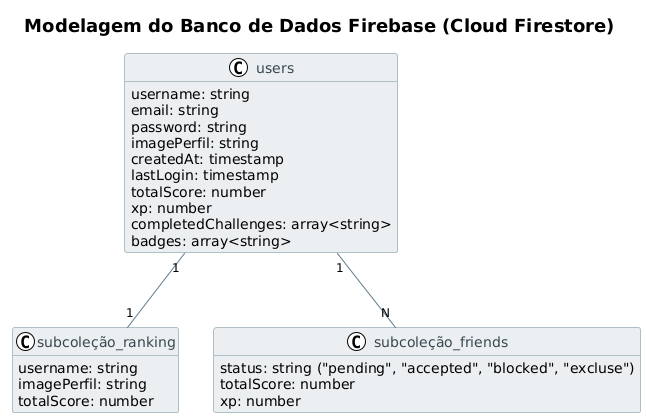 Modelagem do Banco de Dados Firebase (Cloud Firestore)
C users
username: string
email: string
password: string
imagePerfil: string
createdAt: timestamp
lastLogin: timestamp
totalScore: number
xp: number
completedChallenges: array<string>
badges: array<string>
1
1
1
N
C subcoleção_ranking
username: string
imagePerfil: string
totalScore: number
C subcoleção_friends
status: string ("pending", "accepted", "blocked", "excluse")
totalScore: number
xp: number